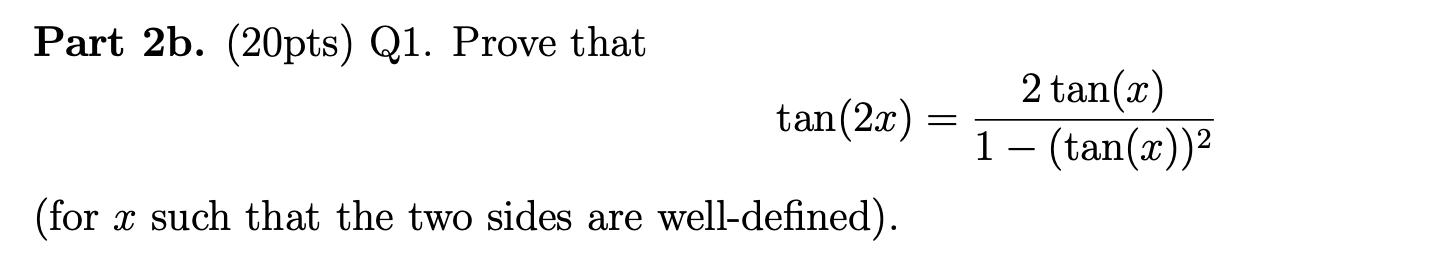 Part 2b. (20pts) Q1. Prove that
tan(2x) = \frac{2 tan(x)}{1 − (tan(x))^2}
(for x such that the two sides are well-defined).